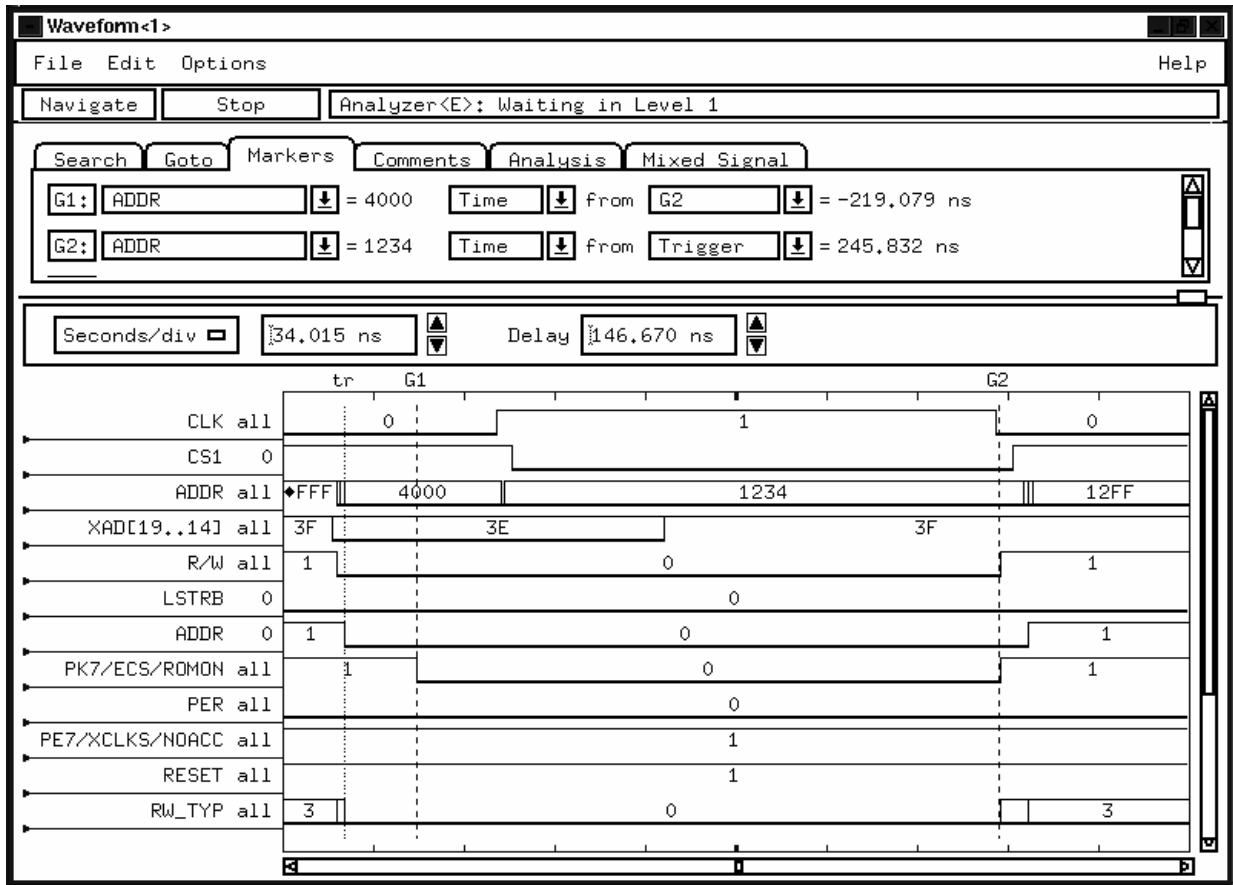 Waveform<1>
File Edit Options Help
Navigate Stop Analyzer<E>: Waiting in Level 1
Search Goto Markers Comments Analysis Mixed Signal
G1: ADDR = 4000 Time from G2 = -219.079 ns
G2: ADDR = 1234 Time from Trigger = 245.832 ns
Seconds/div 34.015 ns Delay 146.670 ns
tr G1 G2
CLK all 0 1 0
CS1 0
ADDR all ◆FFF 4000 1234 12FF
XAD[19..14] all 3F 3E 3F
R/W all 1 0 1
LSTRB 0 0
ADDR 0 1 0 1
PK7/ECS/ROMON all 1 0 1
PER all 0
PE7/XCLKS/NOACC all 1
RESET all 1
RW_TYP all 3 0 3